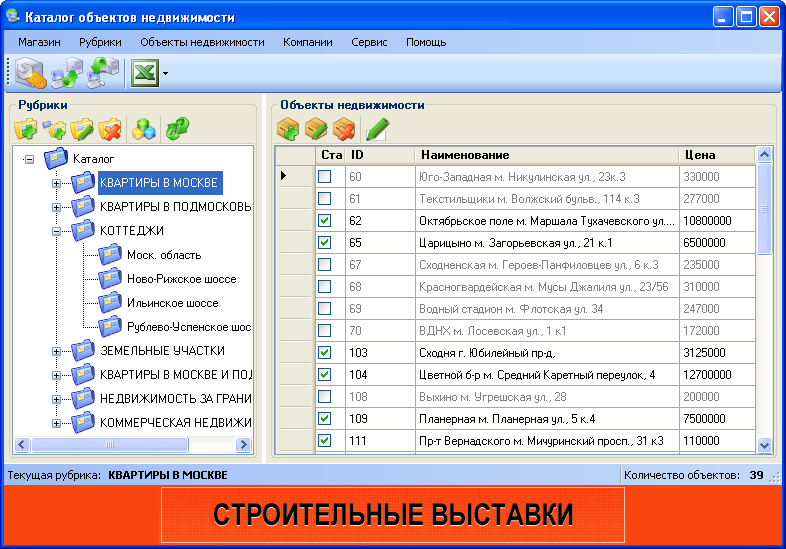 Каталог объектов недвижимости
Магазин Рубрики Объекты недвижимости Компании Сервис Помощь
Рубрики
Каталог
КВАРТИРЫ В МОСКВЕ
КВАРТИРЫ В ПОДМОСКОВЬ
КОТТЕДЖИ
Моск. область
Ново-Рижское шоссе
Ильинское шоссе
Рублево-Успенское шос
ЗЕМЕЛЬНЫЕ УЧАСТКИ
КВАРТИРЫ В МОСКВЕ И ПОД
НЕДВИЖИМОСТЬ ЗА ГРАНИ
КОММЕРЧЕСКАЯ НЕДВИЖИ
Объекты недвижимости
Ста ID Наименование Цена
60 Юго-Западная м. Никулинская ул., 23к.3 330000
61 Текстильщики м. Волжский бульв., 114 к.3 277000
62 Октябрьское поле м. Маршала Тухачевского ул.... 10800000
65 Царицыно м. Загорьевская ул., 21 к.1 6500000
67 Сходненская м. Героев-Панфиловцев ул., 6 к.3 235000
68 Красногвардейская м. Мусы Джалиля ул., 23/56 310000
69 Водный стадион м. Флотская ул. 34 247000
70 ВДНХ м. Лосевская ул., 1 к1 172000
103 Сходня г. Юбилейный пр-д, 3125000
104 Цветной б-р м. Средний Каретный переулок, 4 12700000
108 Выхино м. Угрешская ул., 28 200000
109 Планерная м. Планерная ул., 5 к.4 7500000
111 Пр-т Вернадского м. Мичуринский просп., 31 к3 110000
Текущая рубрика: КВАРТИРЫ В МОСКВЕ Количество объектов: 39
СТРОИТЕЛЬНЫЕ ВЫСТАВКИ